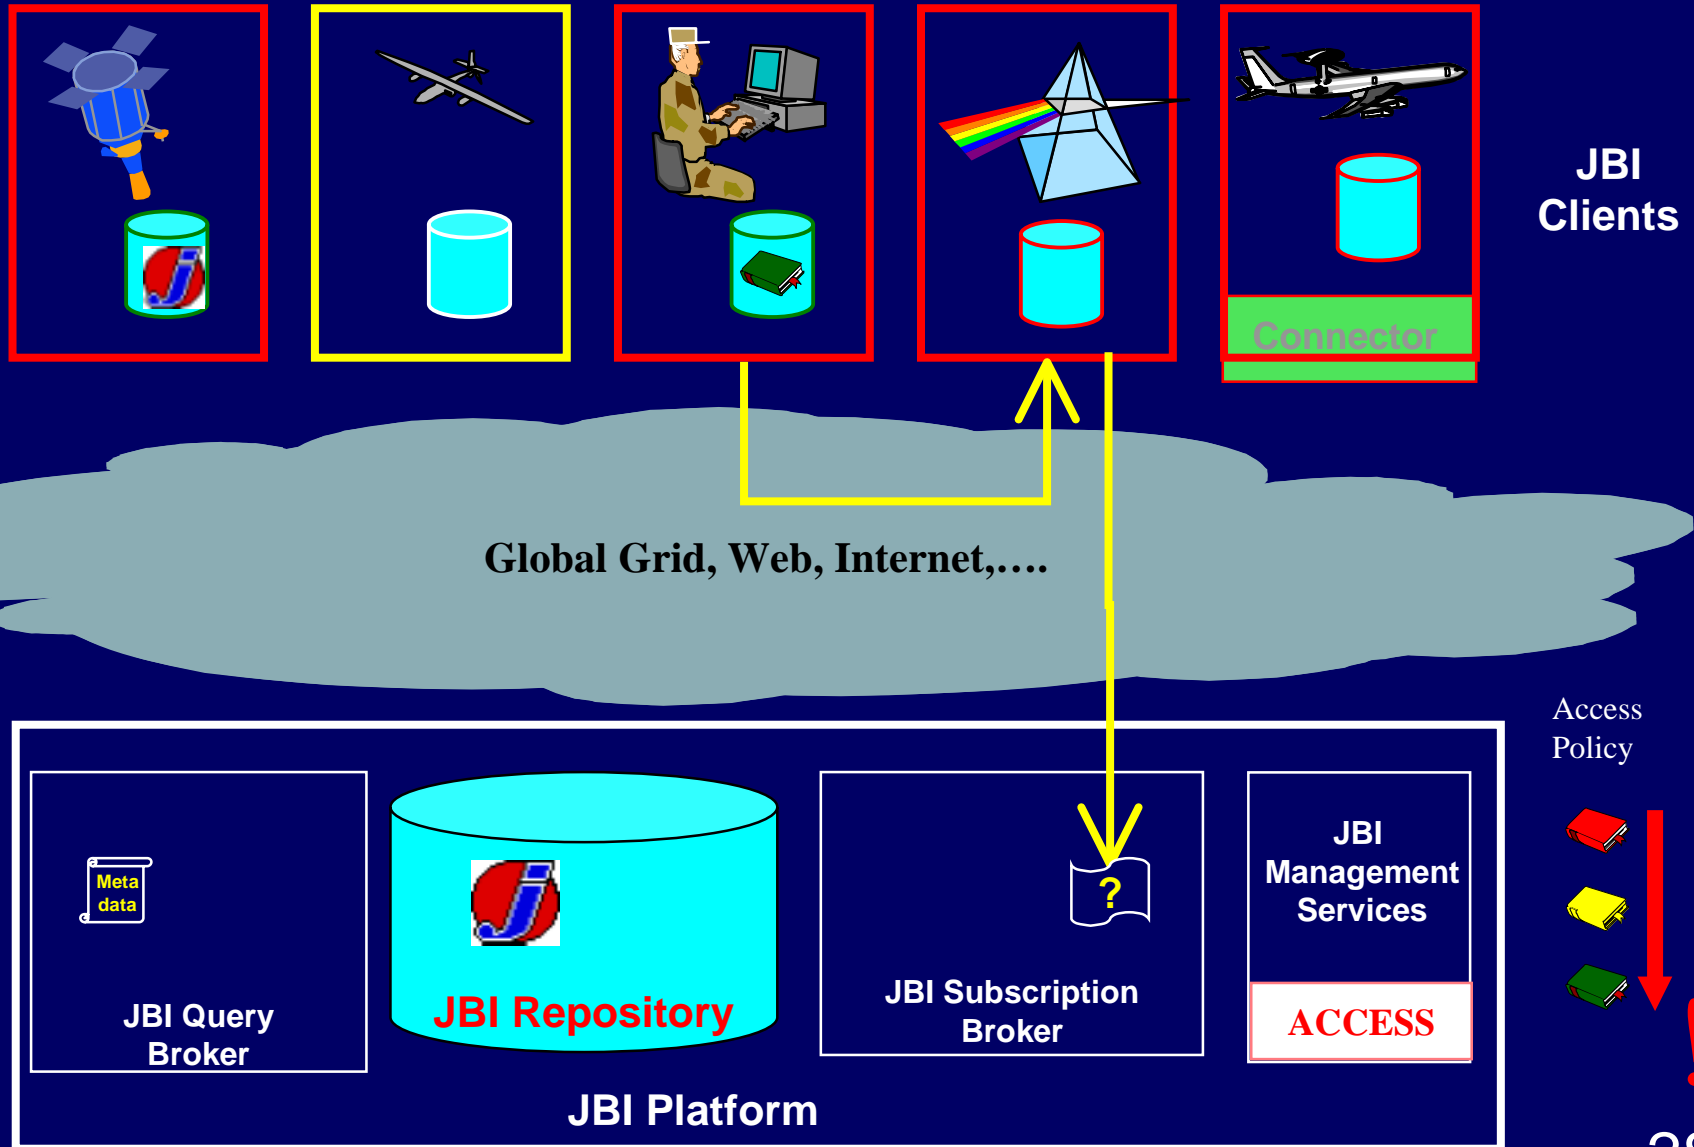 JBI
Clients
Connector
Global Grid, Web, Internet,....
Access
Policy
Meta
data
JBI Query
Broker
JBI Repository
?
JBI Subscription
Broker
JBI
Management
Services
ACCESS
JBI Platform